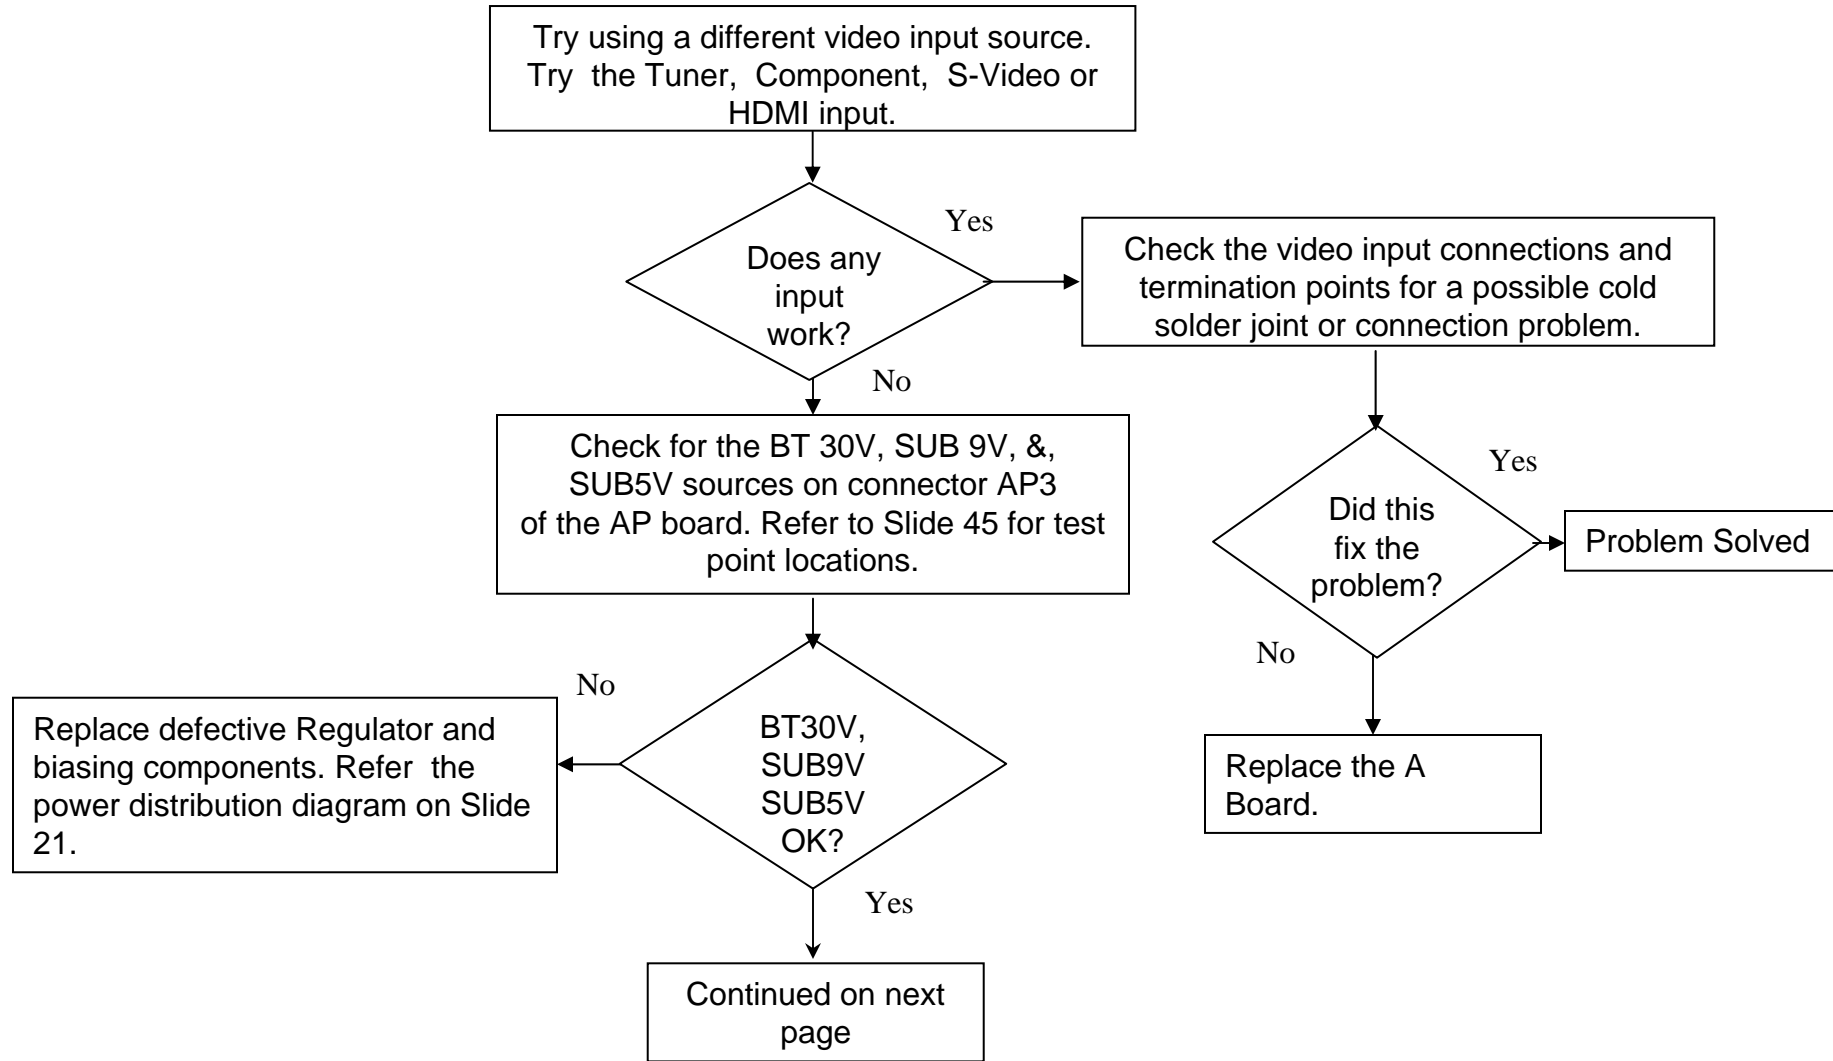 Try using a different video input source.
Try the Tuner, Component, S-Video or
HDMI input.
Yes
Does any
input
work?
Check the video input connections and
termination points for a possible cold
solder joint or connection problem.
No
Check for the BT 30V, SUB 9V, &,
SUB5V sources on connector AP3
of the AP board. Refer to Slide 45 for test
point locations.
Yes
Did this
fix the
problem?
Problem Solved
No
No
BT30V,
SUB9V
SUB5V
OK?
Replace defective Regulator and
biasing components. Refer the
power distribution diagram on Slide
21.
Replace the A
Board.
Yes
Continued on next
page